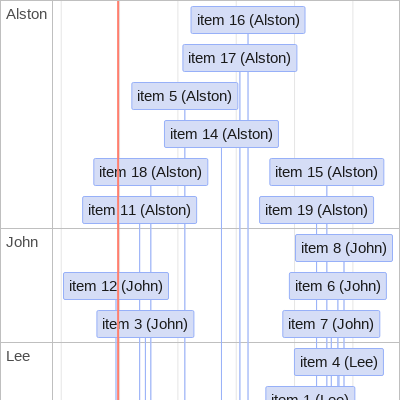 Alston
item 16 (Alston)
item 17 (Alston)
item 5 (Alston)
item 14 (Alston)
item 18 (Alston)
item 15 (Alston)
item 11 (Alston)
item 19 (Alston)
John
item 8 (John)
item 12 (John)
item 6 (John)
item 3 (John)
item 7 (John)
Lee
item 4 (Lee)
item 1 (Lee)